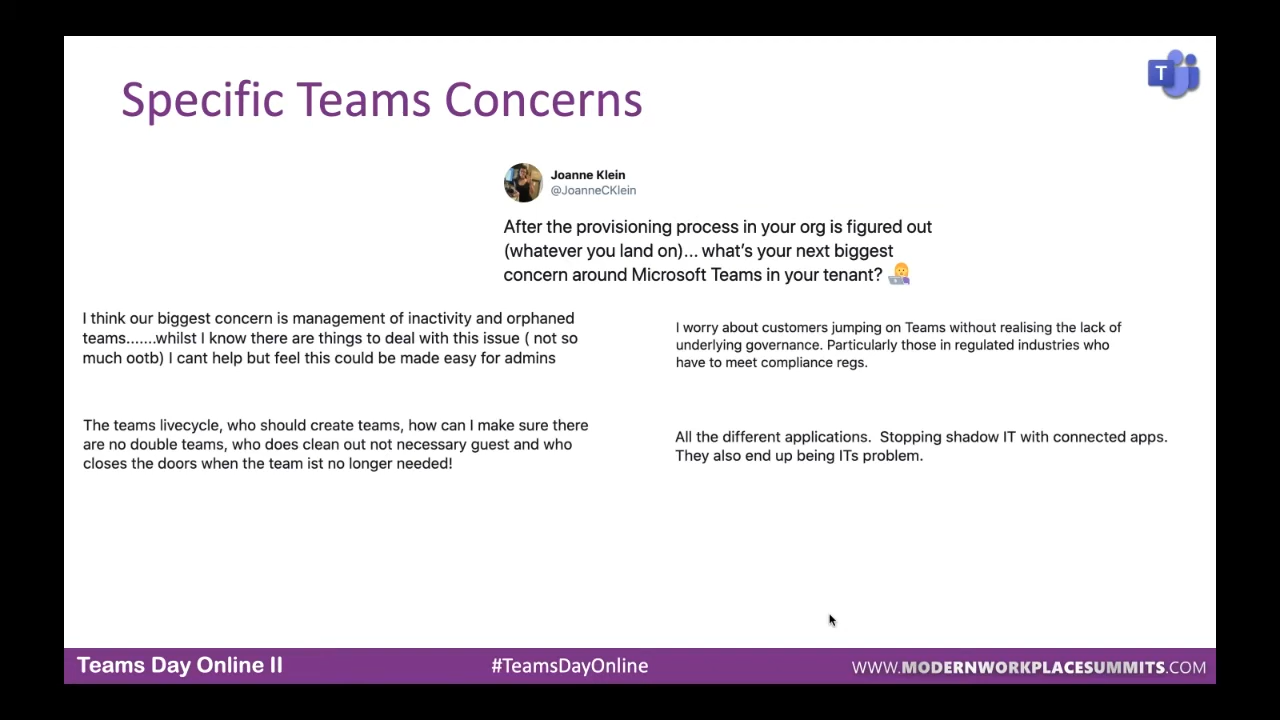 Specific Teams Concerns
T
Joanne Klein
@JoanneCKlein
After the provisioning process in your org is figured out
(whatever you land on)... what's your next biggest
concern around Microsoft Teams in your tenant? 👩‍💻
I think our biggest concern is management of inactivity and orphaned
teams.......whilst I know there are things to deal with this issue ( not so
much ootb) I cant help but feel this could be made easy for admins
I worry about customers jumping on Teams without realising the lack of
underlying governance. Particularly those in regulated industries who
have to meet compliance regs.
The teams livecycle, who should create teams, how can I make sure there
are no double teams, who does clean out not necessary guest and who
closes the doors when the team ist no longer needed!
All the different applications.  Stopping shadow IT with connected apps.
They also end up being ITs problem.
Teams Day Online II
#TeamsDayOnline
WWW.MODERNWORKPLACESUMMITS.COM